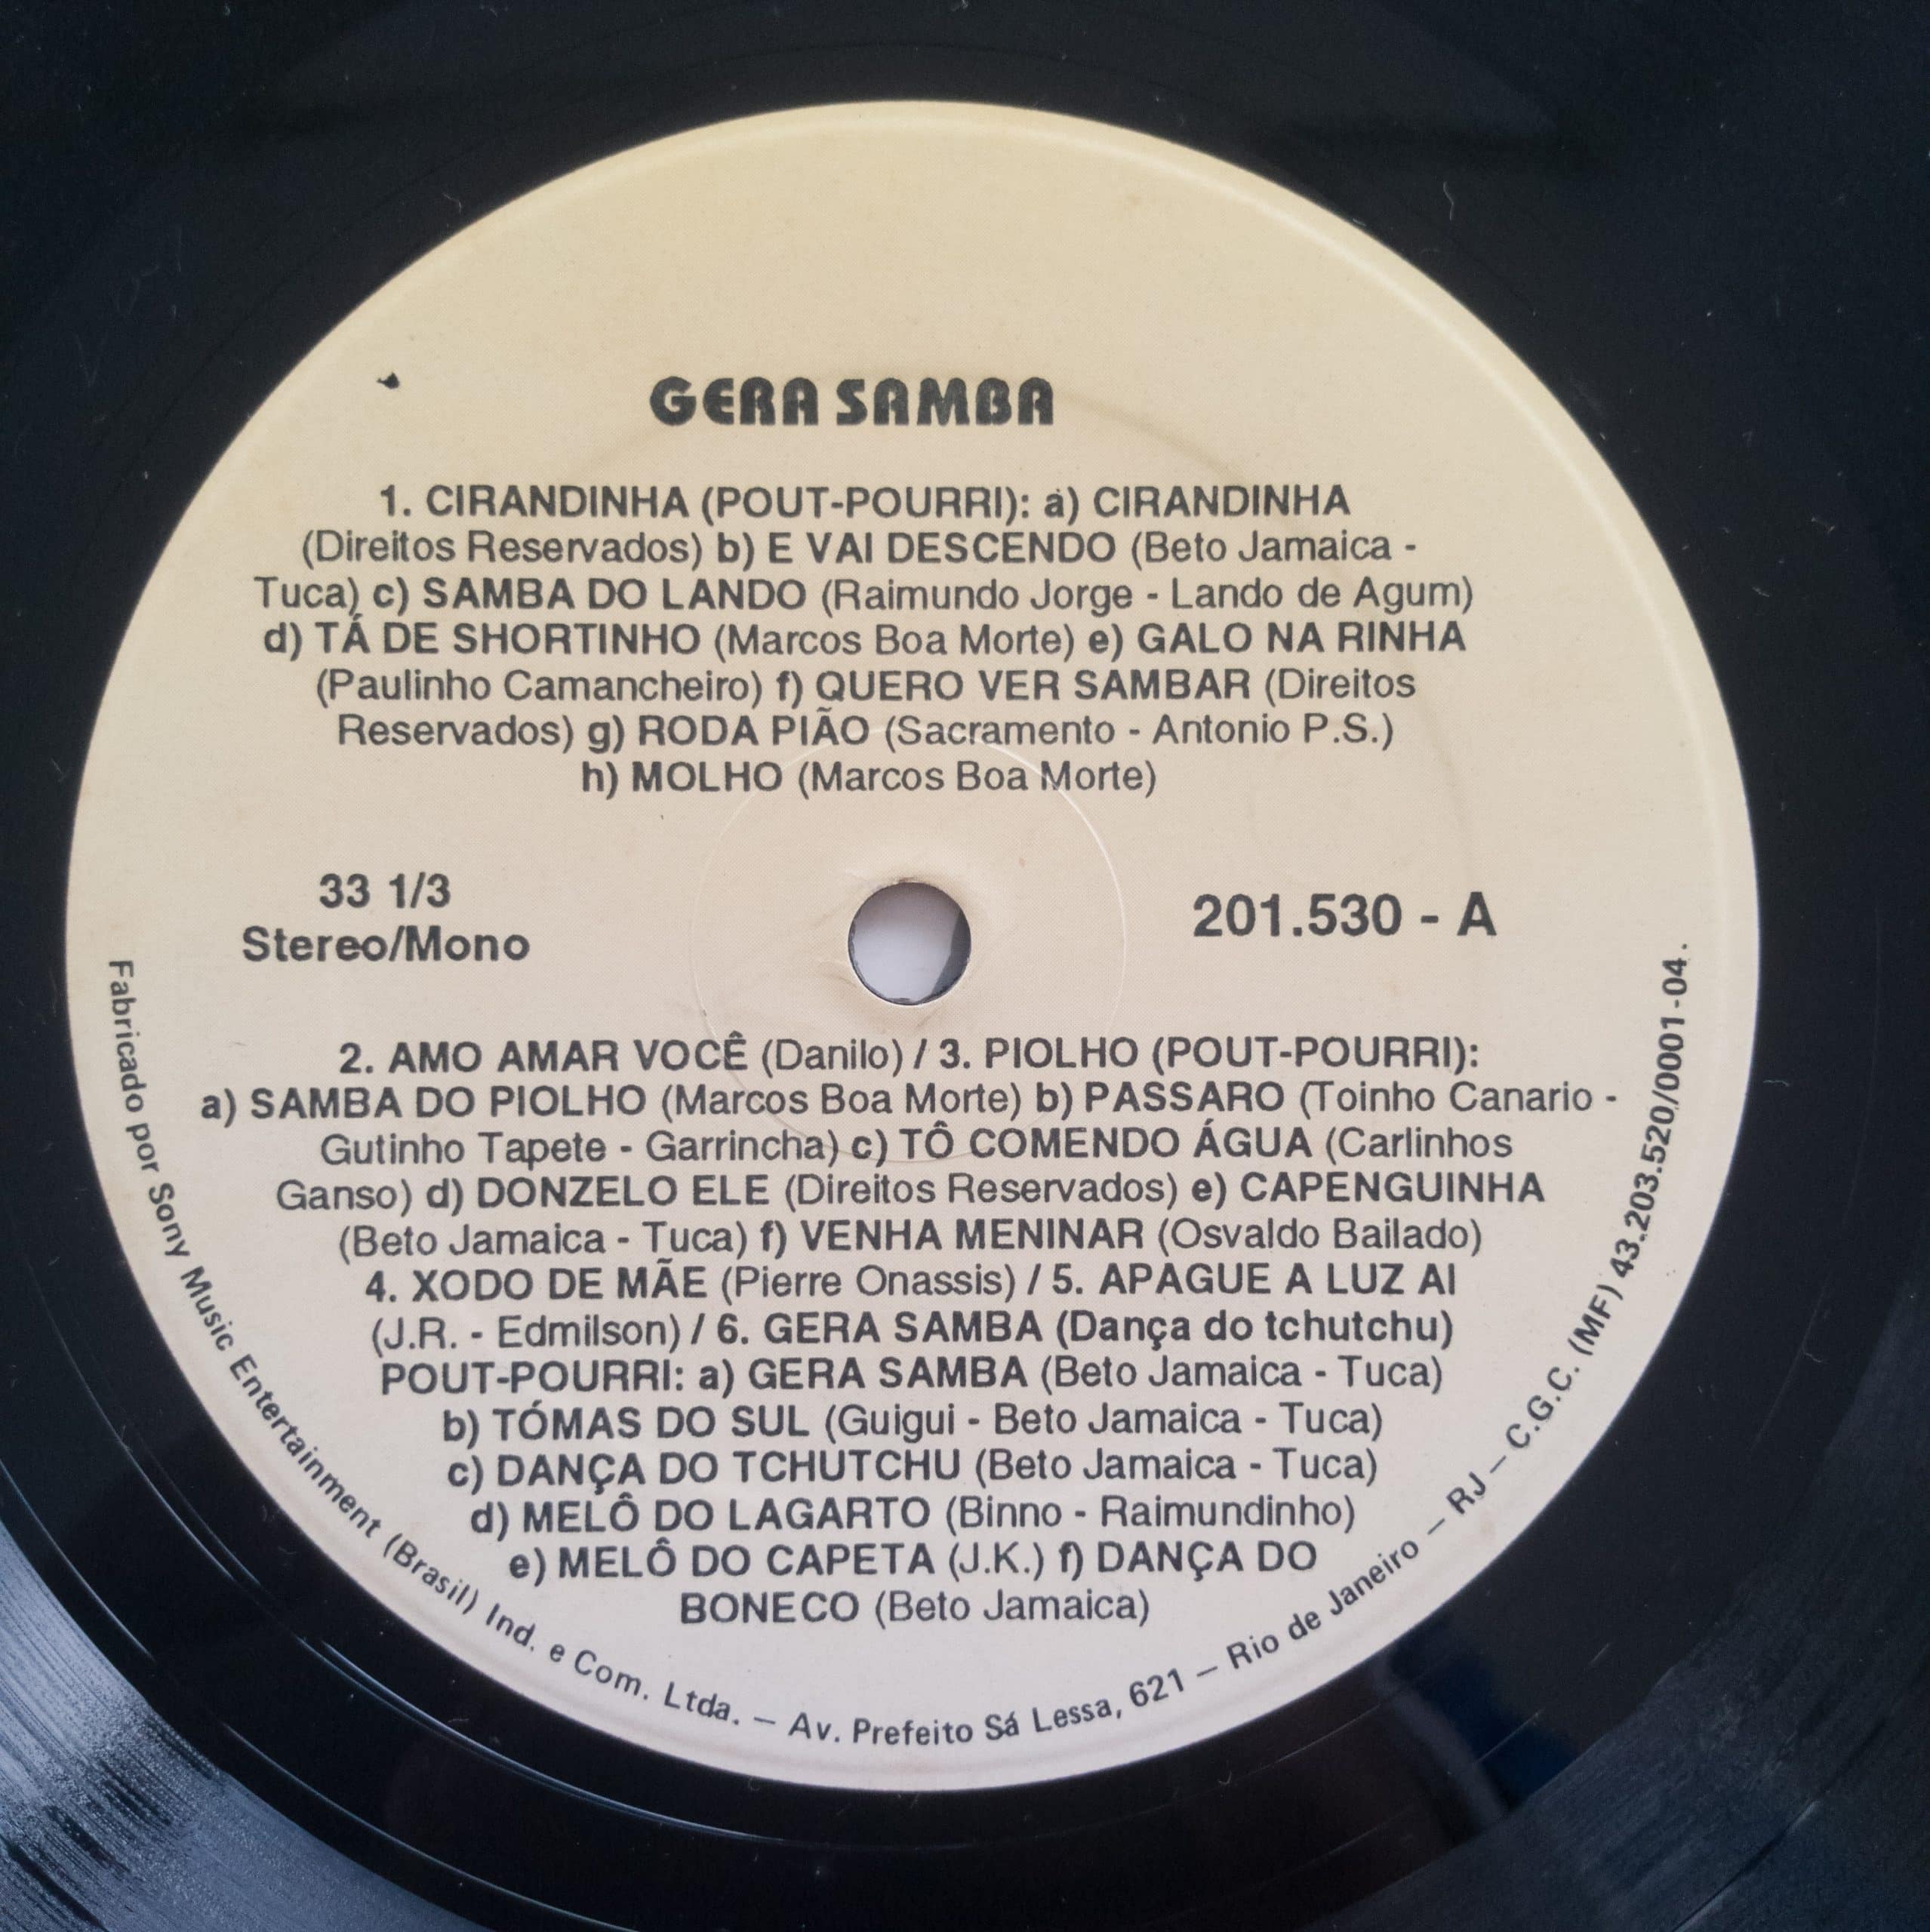 GERA SAMBA
1. CIRANDINHA (POUT-POURRI): a) CIRANDINHA
(Direitos Reservados) b) E VAI DESCENDO (Beto Jamaica -
Tuca) c) SAMBA DO LANDO (Raimundo Jorge - Lando de Agum)
d) TÁ DE SHORTINHO (Marcos Boa Morte) e) GALO NA RINHA
(Paulinho Camancheiro) f) QUERO VER SAMBAR (Direitos
Reservados) g) RODA PIÃO (Sacramento - Antonio P.S.)
h) MOLHO (Marcos Boa Morte)
33 1/3
Stereo/Mono
201.530 - A
2. AMO AMAR VOCÊ (Danilo) / 3. PIOLHO (POUT-POURRI):
a) SAMBA DO PIOLHO (Marcos Boa Morte) b) PASSARO (Toinho Canario -
Gutinho Tapete - Garrincha) c) TÔ COMENDO ÁGUA (Carlinhos
Ganso) d) DONZELO ELE (Direitos Reservados) e) CAPENGUINHA
(Beto Jamaica - Tuca) f) VENHA MENINAR (Osvaldo Bailado)
4. XODO DE MÃE (Pierre Onassis) / 5. APAGUE A LUZ AI
(J.R. - Edmilson) / 6. GERA SAMBA (Dança do tchutchu)
POUT-POURRI: a) GERA SAMBA (Beto Jamaica - Tuca)
b) TÓMAS DO SUL (Guigui - Beto Jamaica - Tuca)
c) DANÇA DO TCHUTCHU (Beto Jamaica - Tuca)
d) MELÔ DO LAGARTO (Binno - Raimundinho)
e) MELÔ DO CAPETA (J.K.) f) DANÇA DO
BONECO (Beto Jamaica)
Fabricado por Sony Music Entertainment (Brasil) Ind. e Com. Ltda. – Av. Prefeito Sá Lessa, 621 – Rio de Janeiro – RJ – C.G.C. (MF) 43.203.520/0001-04.